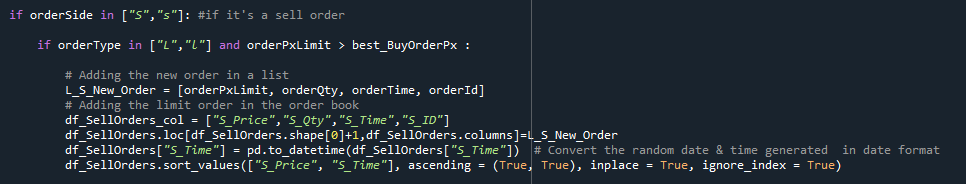 if orderSide in ["S","s"]: #if it's a sell order
if orderType in ["L","l"] and orderPxLimit > best_BuyOrderPx :
# Adding the new order in a list
L_S_New_Order = [orderPxLimit, orderQty, orderTime, orderId]
# Adding the limit order in the order book
df_SellOrders_col = ["S_Price","S_Qty","S_Time","S_ID"]
df_SellOrders.loc[df_SellOrders.shape[0]+1,df_SellOrders.columns]=L_S_New_Order
df_SellOrders["S_Time"] = pd.to_datetime(df_SellOrders["S_Time"])  # Convert the random date & time generated  in date format
df_SellOrders.sort_values(["S_Price", "S_Time"], ascending = (True, True), inplace = True, ignore_index = True)